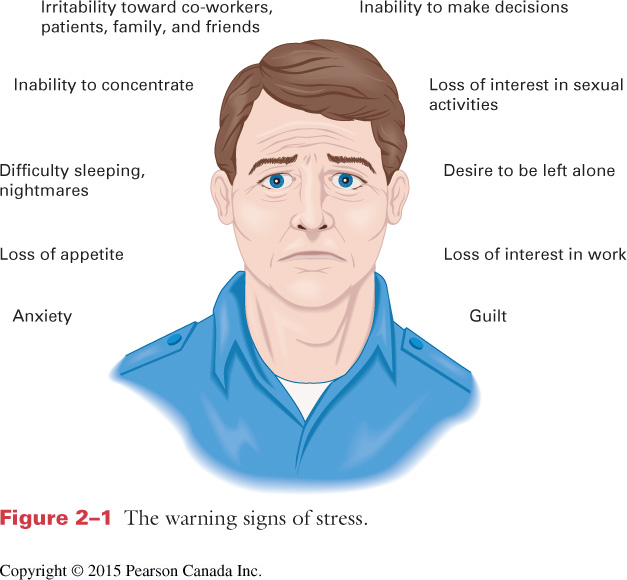 Irritability toward co-workers,
patients, family, and friends
Inability to make decisions
Inability to concentrate
Loss of interest in sexual
activities
Difficulty sleeping,
nightmares
Desire to be left alone
Loss of appetite
Loss of interest in work
Anxiety
Guilt
Figure 2–1 The warning signs of stress.
Copyright © 2015 Pearson Canada Inc.